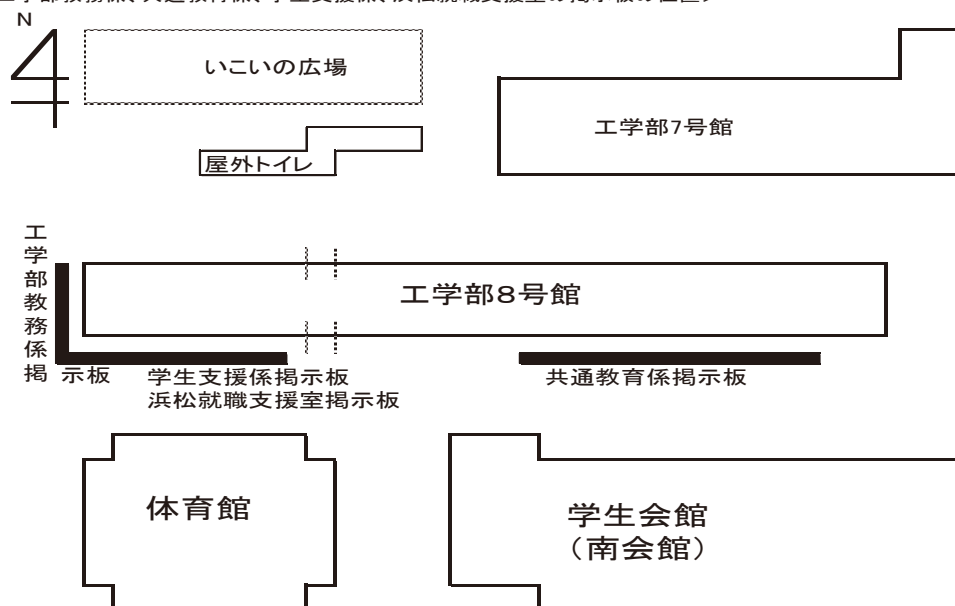 N
いこいの広場
工学部7号館
屋外トイレ
工学部8号館
工学部教務係掲示板
学生支援係掲示板
浜松就職支援室掲示板
共通教育係掲示板
体育館
学生会館
（南会館）